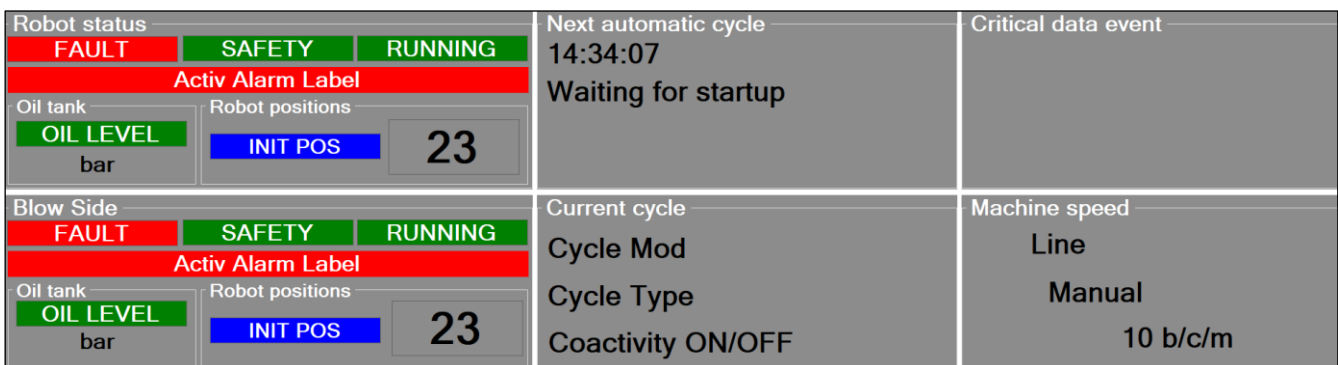 Robot status
FAULT SAFETY RUNNING
Activ Alarm Label
Oil tank
OIL LEVEL
bar
Robot positions
INIT POS 23
Next automatic cycle
14:34:07
Waiting for startup
Critical data event
Blow Side
FAULT SAFETY RUNNING
Activ Alarm Label
Oil tank
OIL LEVEL
bar
Robot positions
INIT POS 23
Current cycle
Cycle Mod
Cycle Type
Coactivity ON/OFF
Machine speed
Line
Manual
10 b/c/m